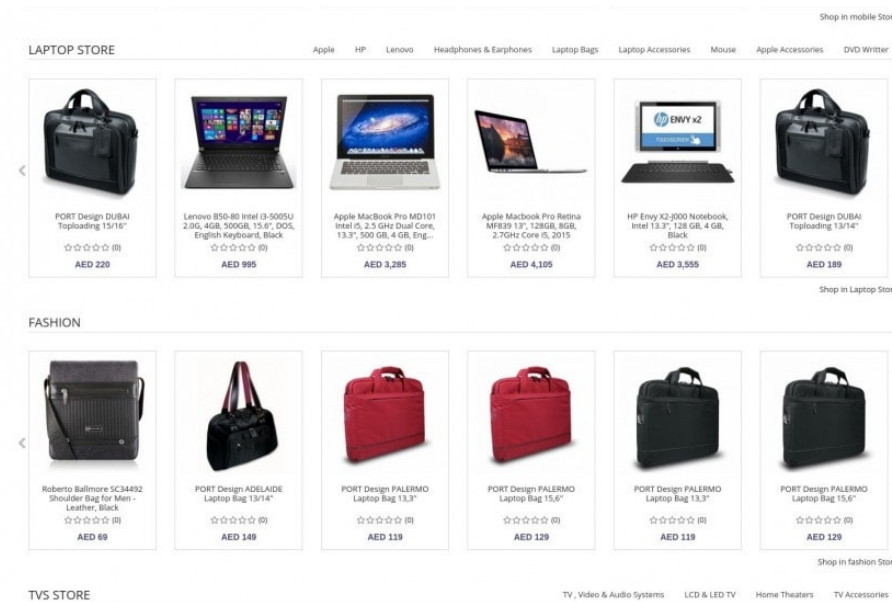 Shop in mobile Stor
LAPTOP STORE
Apple HP Lenovo Headphones & Earphones Laptop Bags Laptop Accessories Mouse Apple Accessories DVD Writter
ENVY x2
TOUCHSCREEN
PORT Design DUBAI
Toploading 15/16"
(0)
AED 220
Lenovo B50-80 Intel i3-5005U
2.0G, 4GB, 500GB, 15.6", DOS,
English Keyboard, Black
(0)
AED 995
Apple MacBook Pro MD101
Intel i5, 2.5 GHz Dual Core,
13.3", 500 GB, 4 GB, Eng...
(0)
AED 3,285
Apple Macbook Pro Retina
MF839 13", 128GB, 8GB,
2.7GHz Core i5, 2015
(0)
AED 4,105
HP Envy X2-J000 Notebook,
Intel 13.3", 128 GB, 4 GB,
Black
(0)
AED 3,555
PORT Design DUBAI
Toploading 13/14"
(0)
AED 189
Shop in Laptop Stor
FASHION
Roberto Ballmore SC34492
Shoulder Bag for Men -
Leather, Black
(0)
AED 69
PORT Design ADELAIDE
Laptop Bag 13/14"
(0)
AED 149
PORT Design PALERMO
Laptop Bag 13,3"
(0)
AED 119
PORT Design PALERMO
Laptop Bag 15,6"
(0)
AED 129
PORT Design PALERMO
Laptop Bag 13,3"
(0)
AED 119
PORT Design PALERMO
Laptop Bag 15,6"
(0)
AED 129
Shop in fashion Stor
TVS STORE
TV , Video & Audio Systems LCD & LED TV Home Theaters TV Accessories